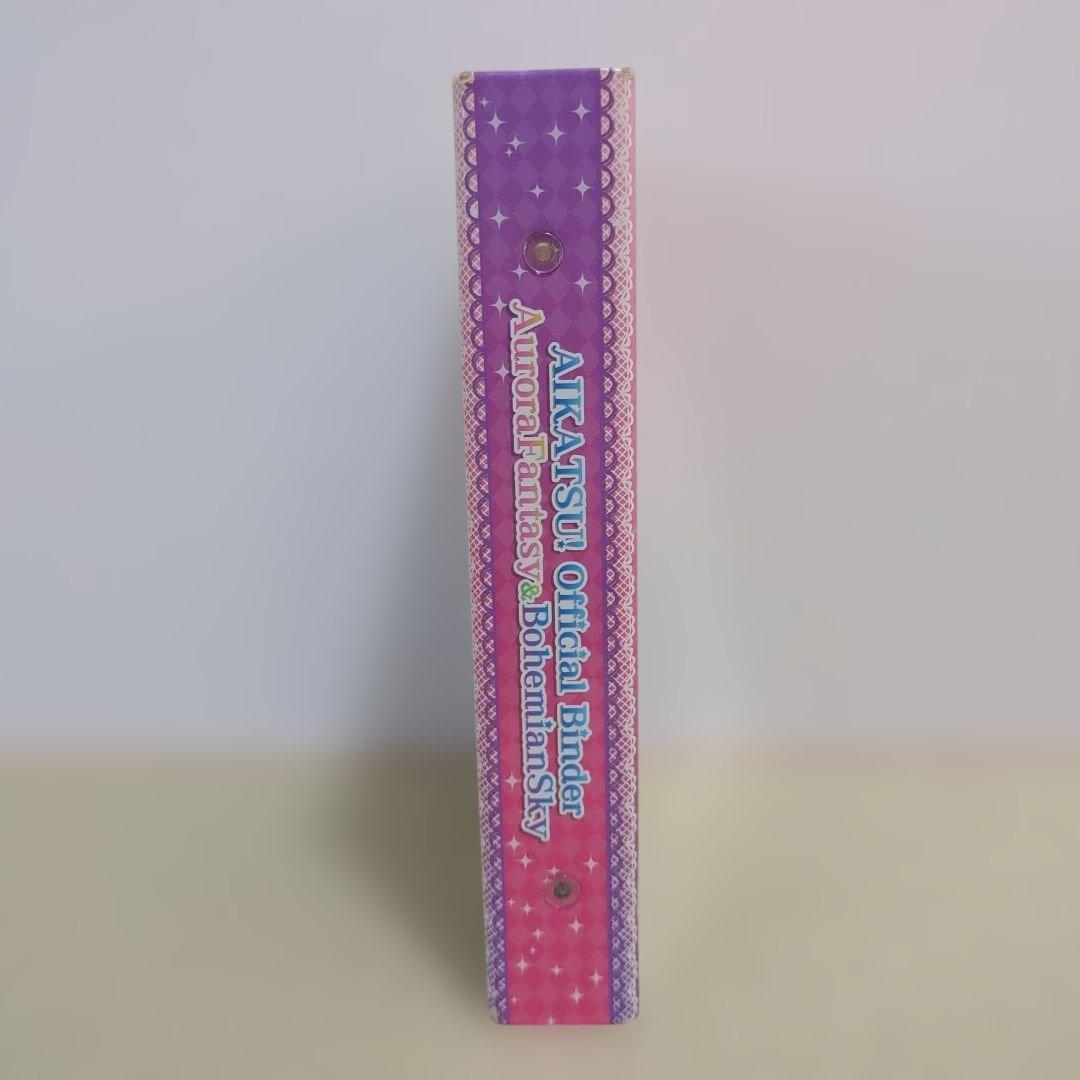 AIKATSU! Official Binder
AuroraFantasy&BohemianSky